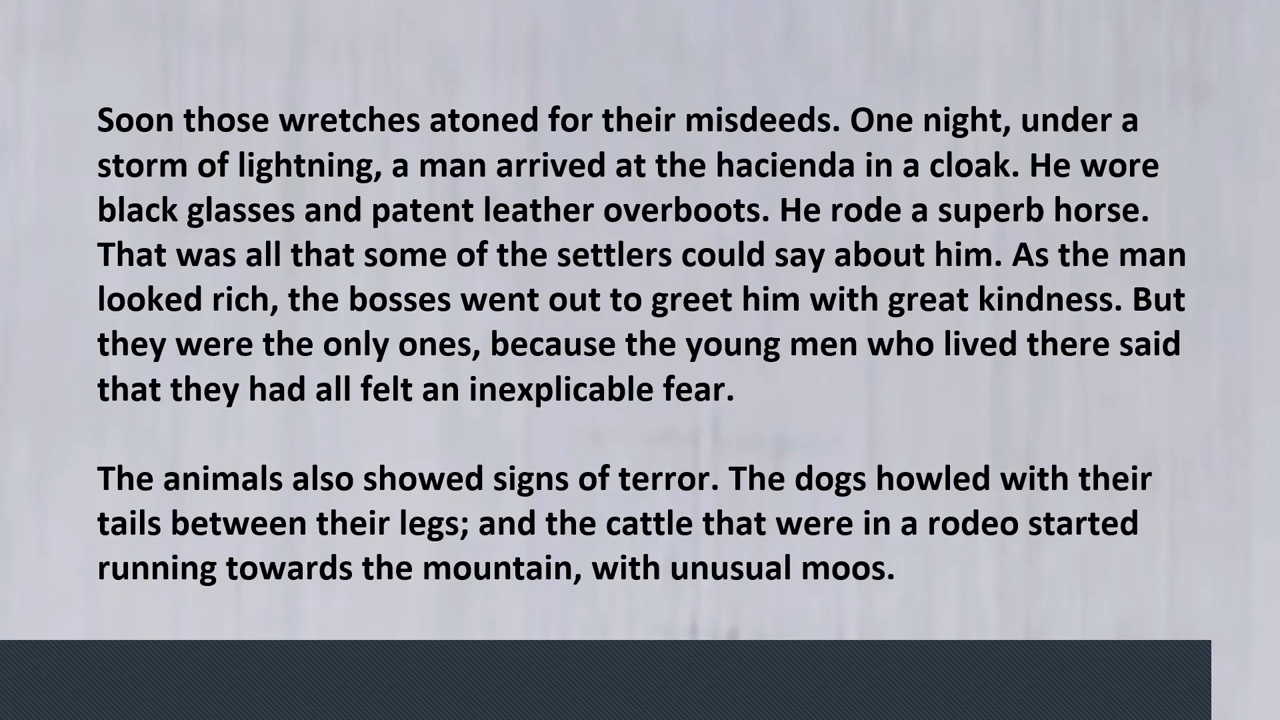 Soon those wretches atoned for their misdeeds. One night, under a
storm of lightning, a man arrived at the hacienda in a cloak. He wore
black glasses and patent leather overboots. He rode a superb horse.
That was all that some of the settlers could say about him. As the man
looked rich, the bosses went out to greet him with great kindness. But
they were the only ones, because the young men who lived there said
that they had all felt an inexplicable fear.
The animals also showed signs of terror. The dogs howled with their
tails between their legs; and the cattle that were in a rodeo started
running towards the mountain, with unusual moos.